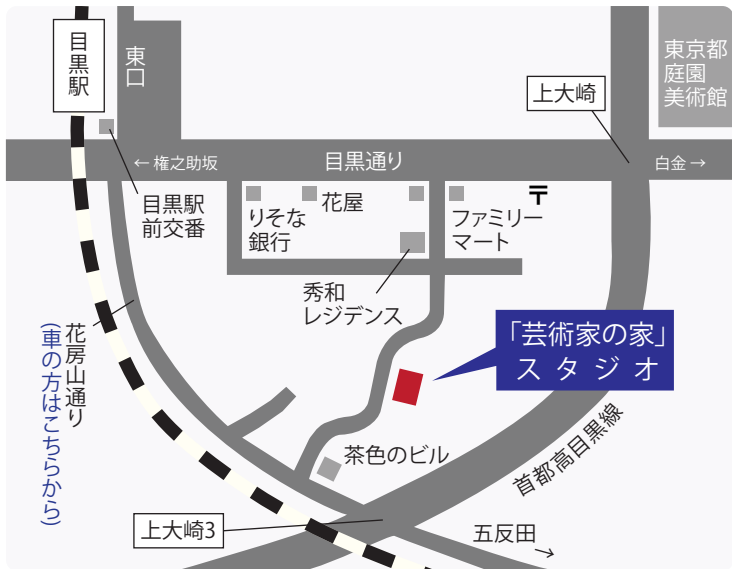 目黒駅
東口
上大崎
東京都
庭園
美術館
← 権之助坂
目黒通り
白金 →
目黒駅
前交番
りそな
銀行
花屋
ファミリー
マート
〒
秀和
レジデンス
「芸術家の家」
スタジオ
花房山通り
(車の方はこちらから)
茶色のビル
首都高目黒線
上大崎3
五反田
→